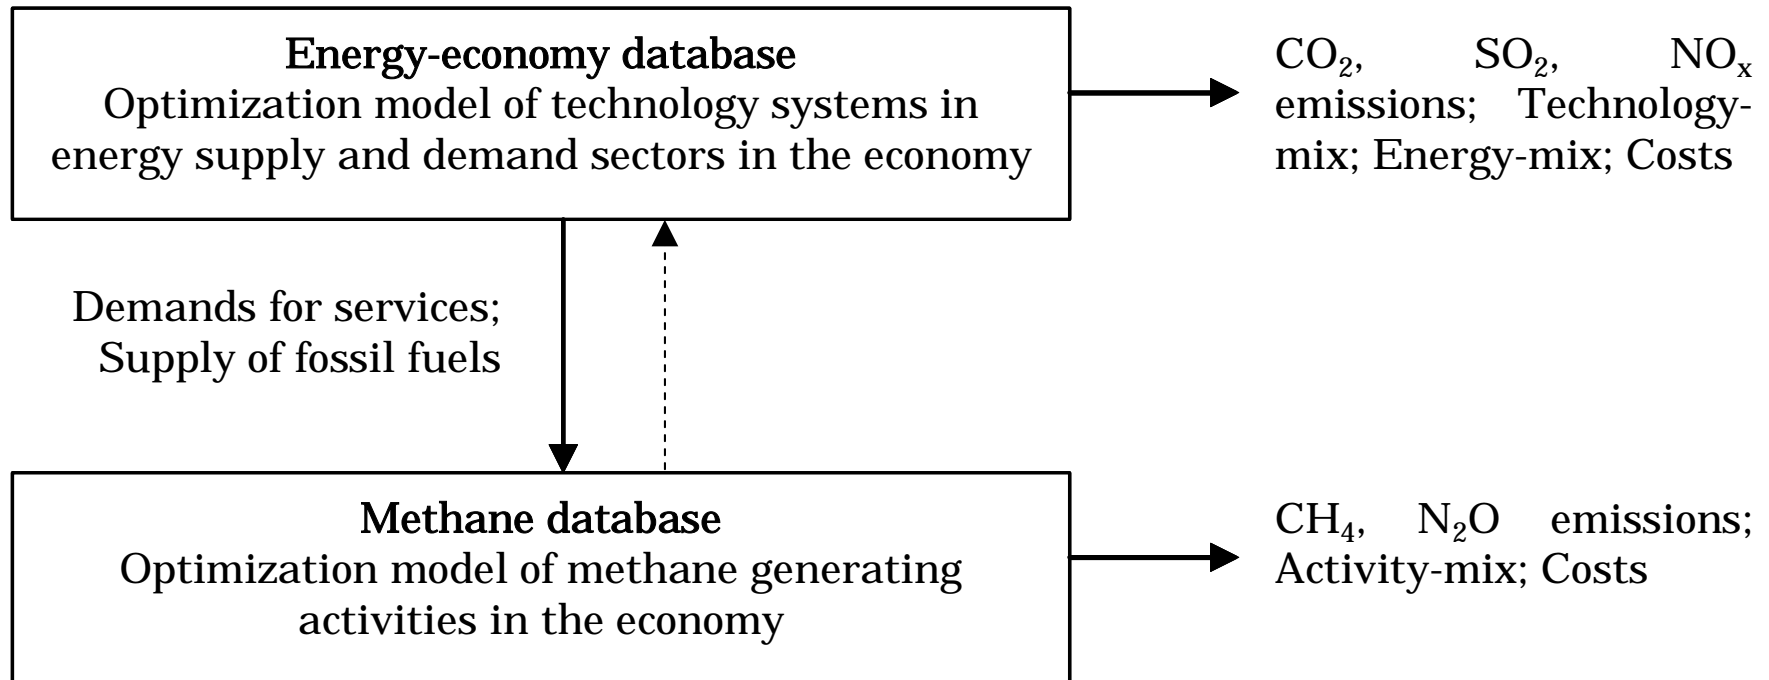 Energy-economy database
Optimization model of technology systems in
energy supply and demand sectors in the economy
CO₂, SO₂, NOₓ
emissions; Technology-
mix; Energy-mix; Costs
Demands for services;
Supply of fossil fuels
Methane database
Optimization model of methane generating
activities in the economy
CH₄, N₂O emissions;
Activity-mix; Costs